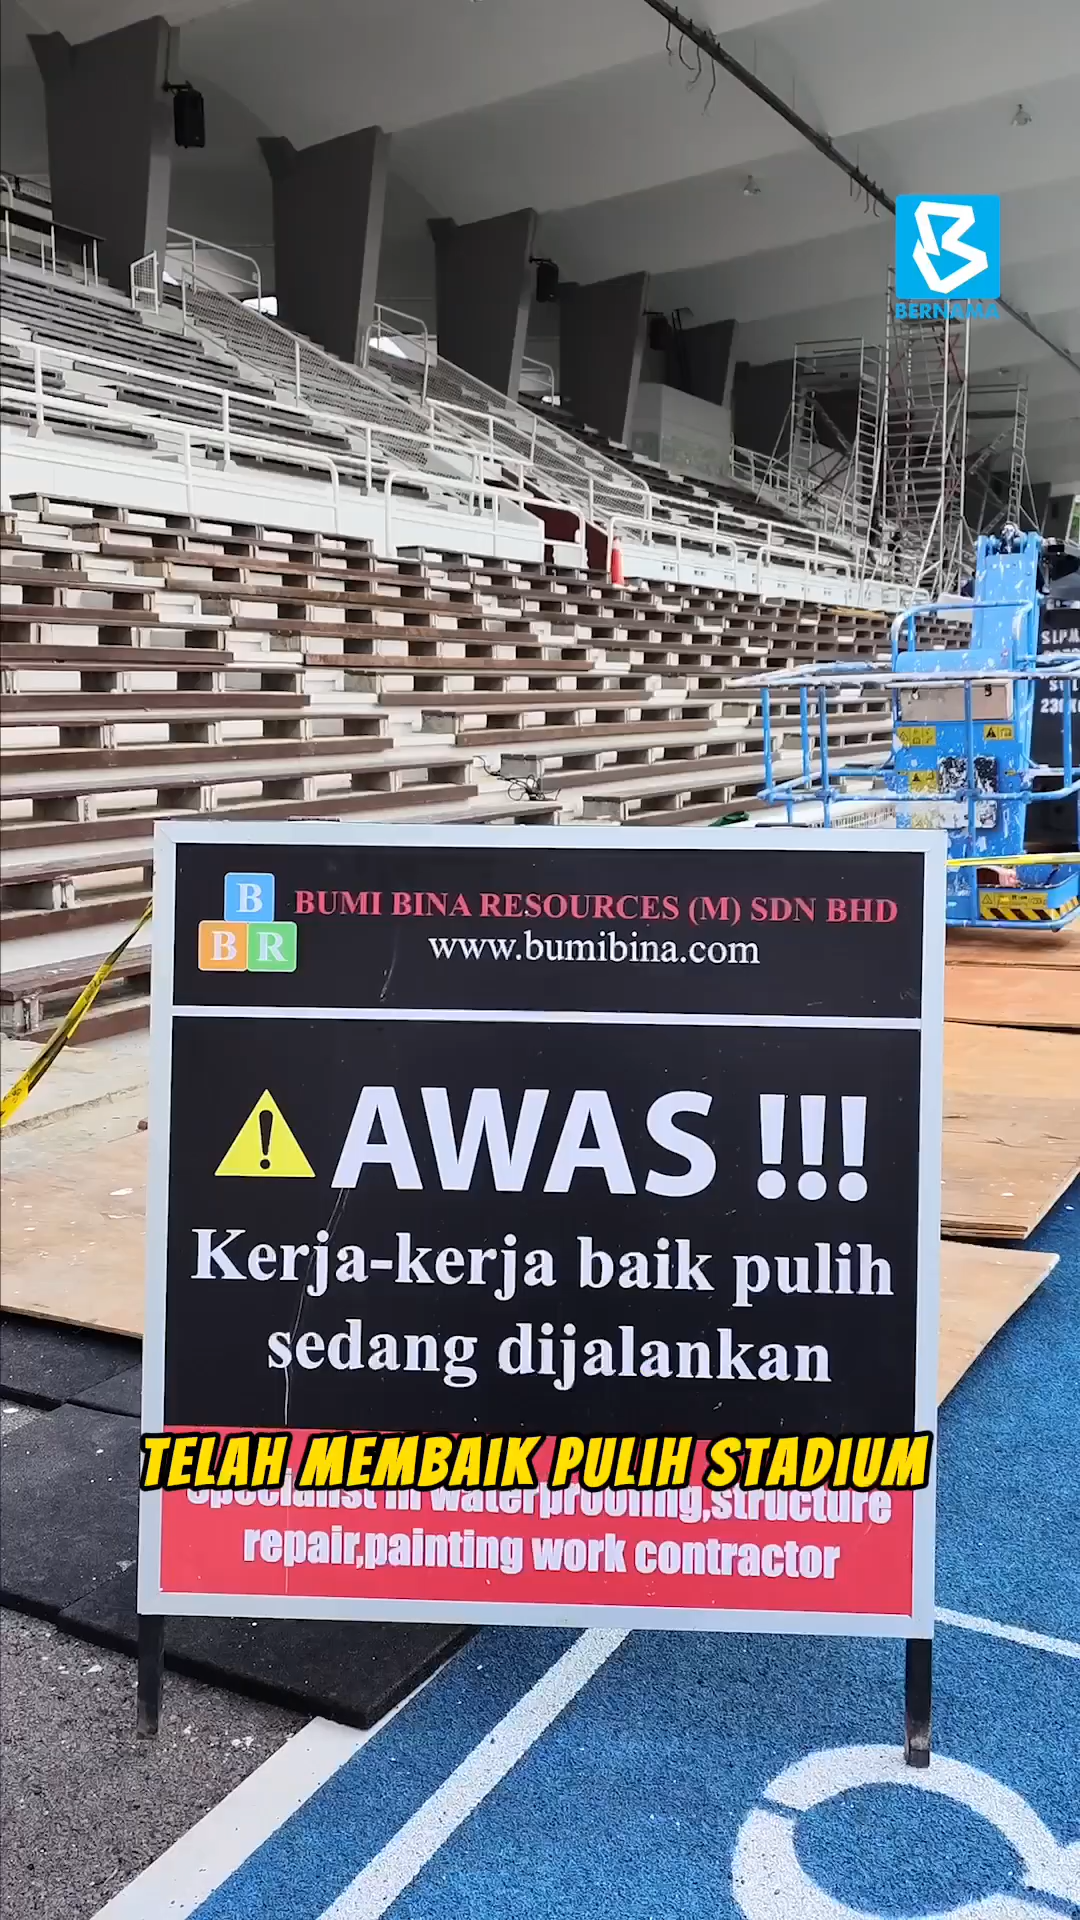 BERNAMA
B
B R
BUMI BINA RESOURCES (M) SDN BHD
www.bumibina.com
AWAS !!!
Kerja-kerja baik pulih
sedang dijalankan
TELAH MEMBAIK PULIH STADIUM
Specialist in waterproofing,structure
repair,painting work contractor